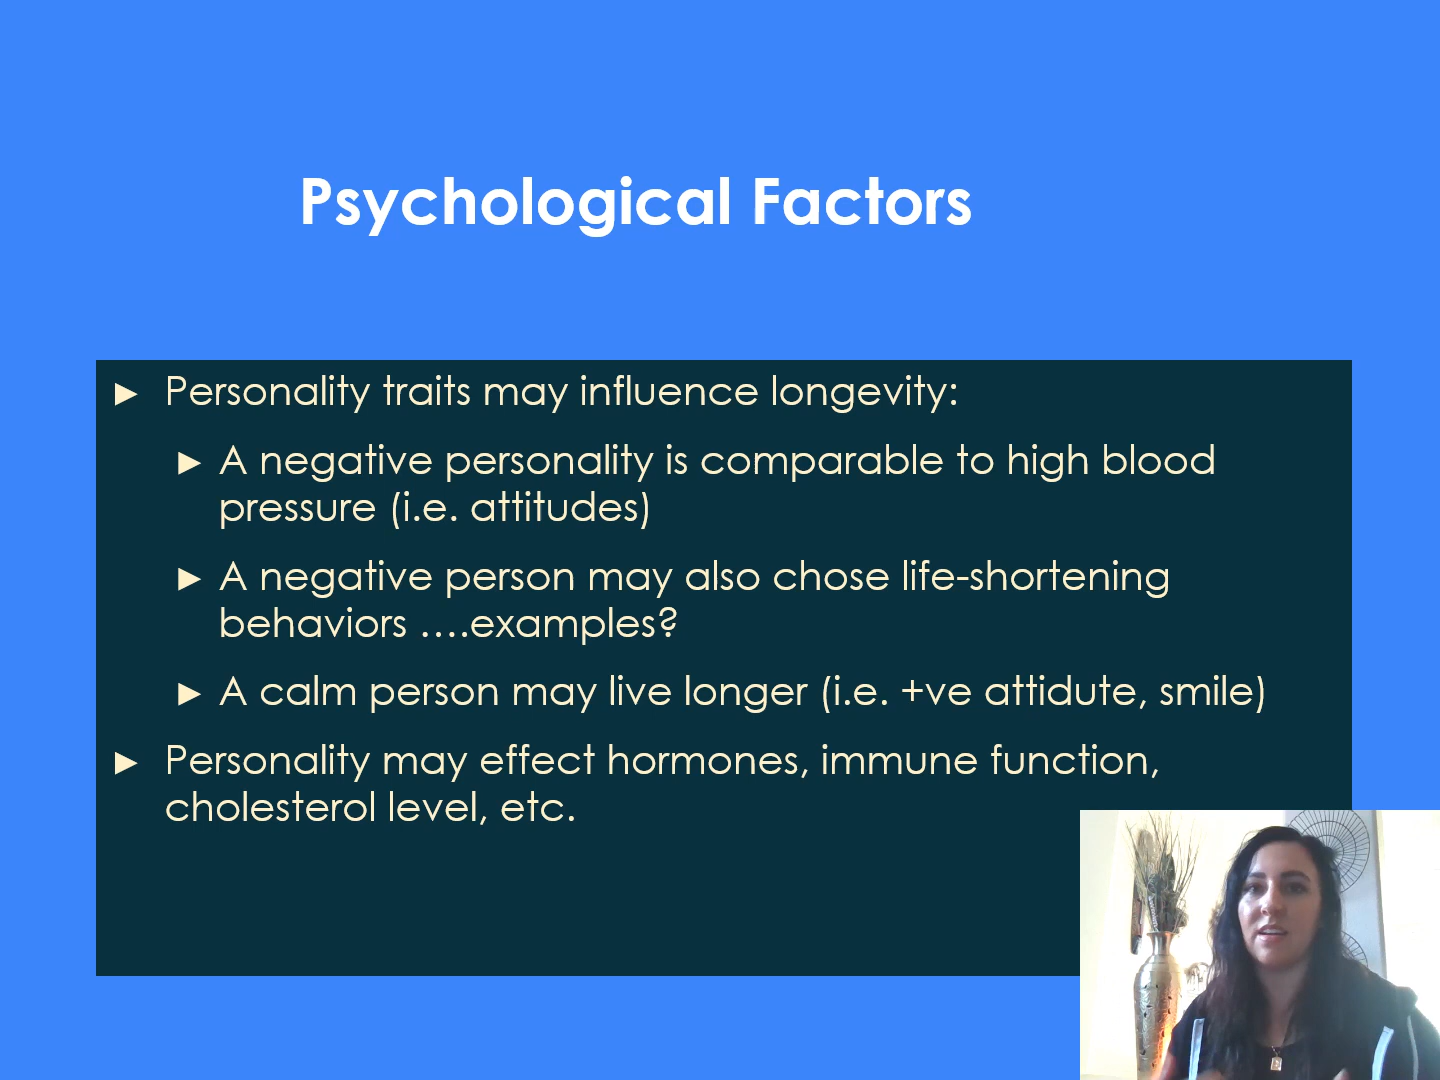 Psychological Factors
► Personality traits may influence longevity:
► A negative personality is comparable to high blood
pressure (i.e. attitudes)
► A negative person may also chose life-shortening
behaviors ....examples?
► A calm person may live longer (i.e. +ve attidute, smile)
► Personality may effect hormones, immune function,
cholesterol level, etc.